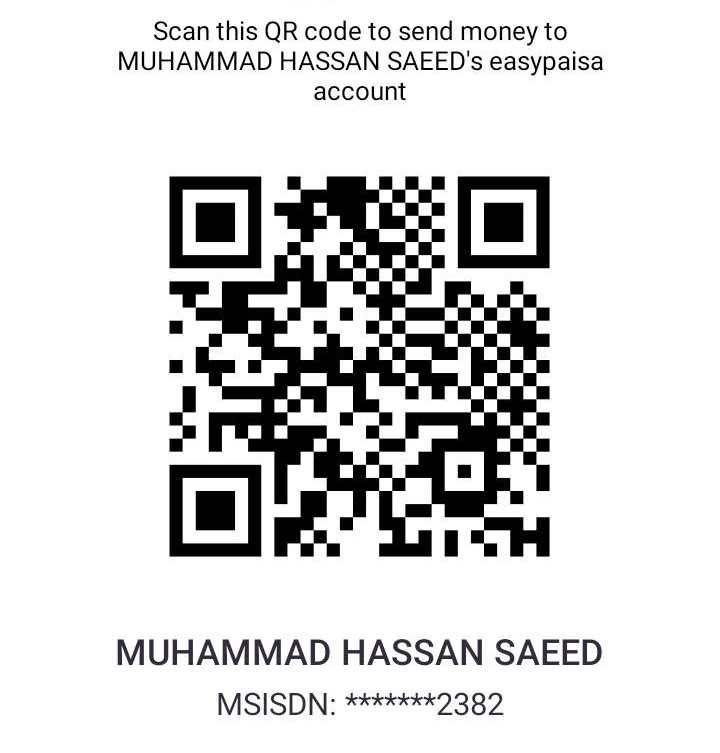 Scan this QR code to send money to
MUHAMMAD HASSAN SAEED's easypaisa
account
MUHAMMAD HASSAN SAEED
MSISDN: *******2382